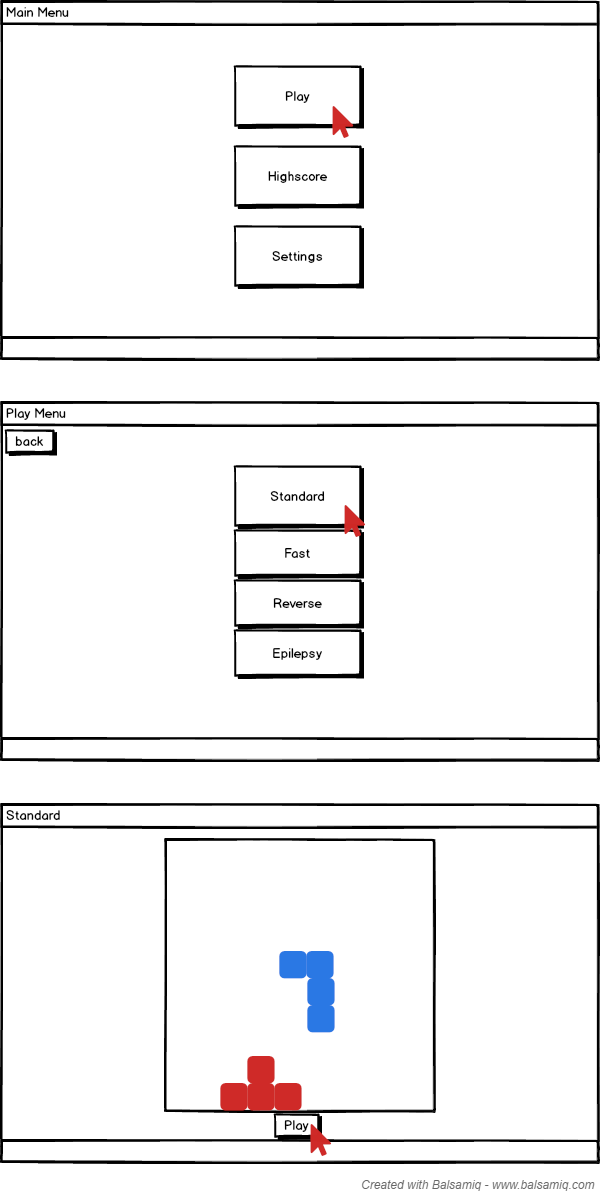 Main Menu
Play
Highscore
Settings
Play Menu
back
Standard
Fast
Reverse
Epilepsy
Standard
Play
Created with Balsamiq - www.balsamiq.com